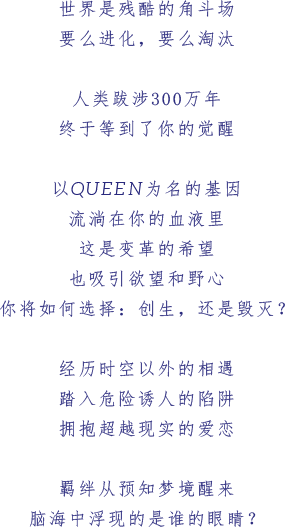 世界是残酷的角斗场
要么进化，要么淘汰
人类跋涉300万年
终于等到了你的觉醒
以QUEEN为名的基因
流淌在你的血液里
这是变革的希望
也吸引欲望和野心
你将如何选择：创生，还是毁灭？
经历时空以外的相遇
踏入危险诱人的陷阱
拥抱超越现实的爱恋
羁绊从预知梦境醒来
脑海中浮现的是谁的眼睛？